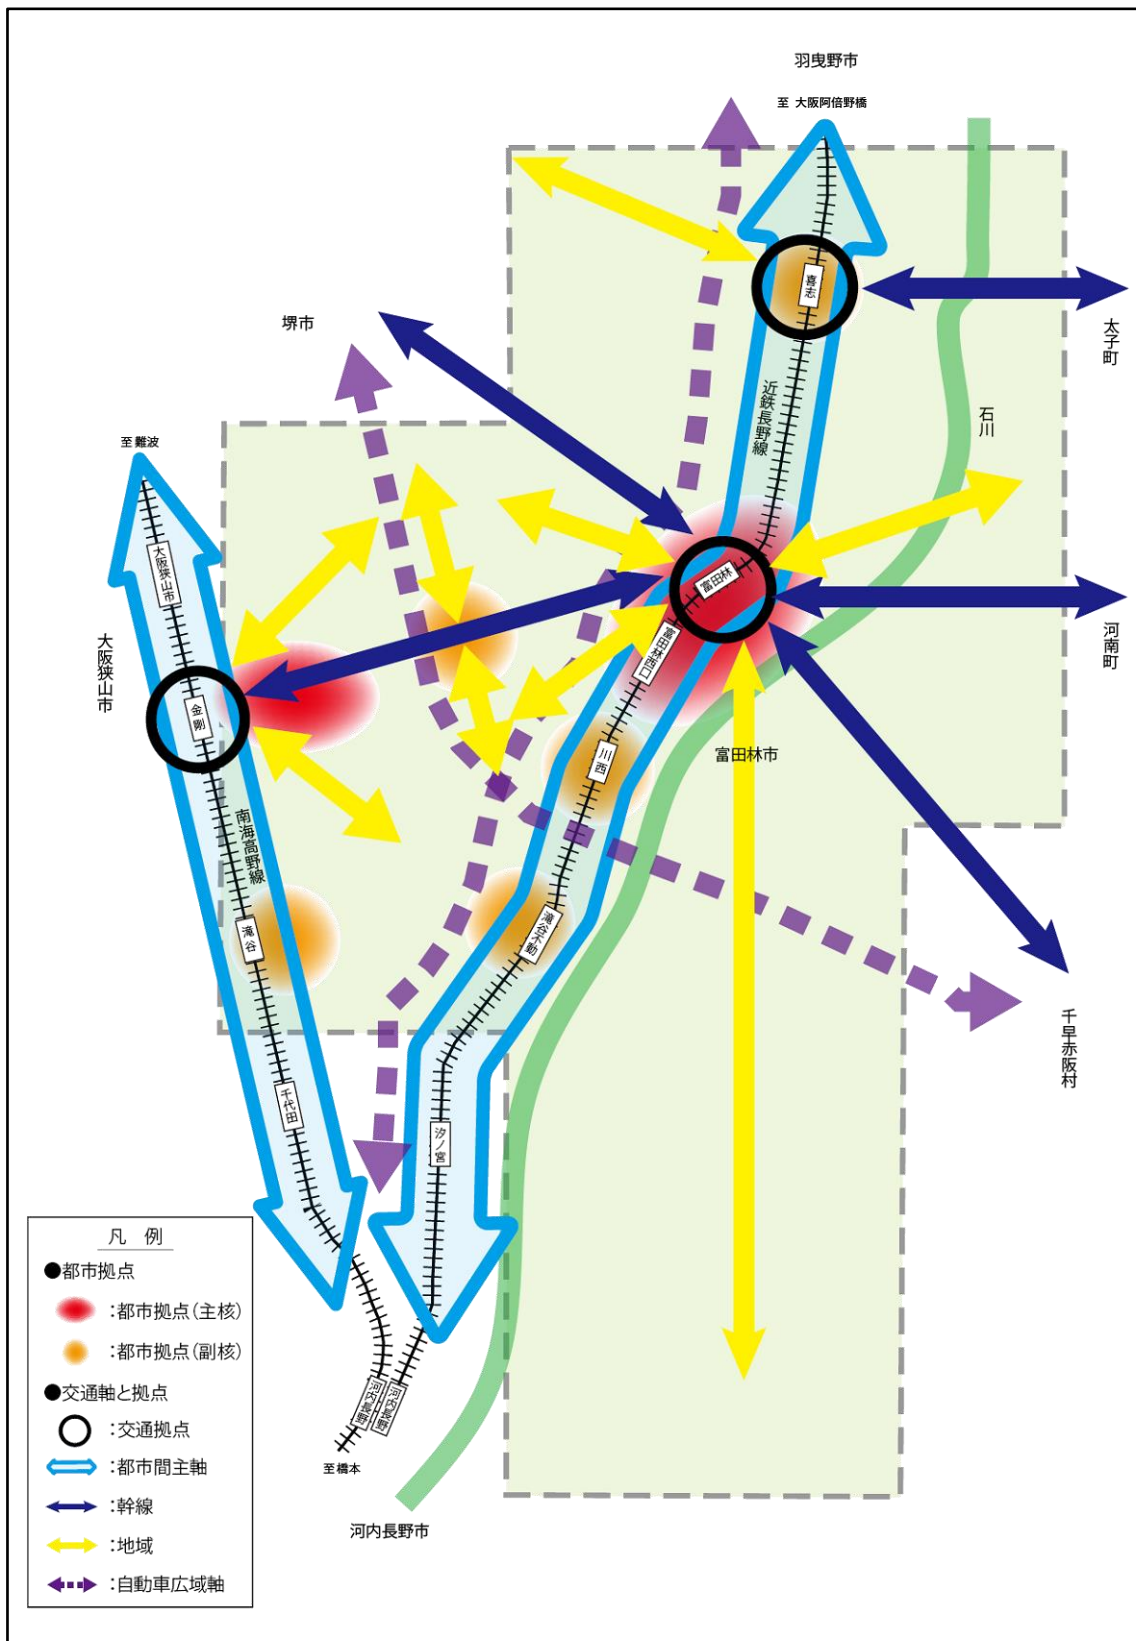 羽曳野市
至 大阪阿倍野橋
喜志
太子町
堺市
近鉄長野線
石川
至難波
大阪狭山市
大阪狭山市
富田林
富田林西口
河南町
金剛
川西
富田林市
南海高野線
滝谷
滝谷不動
千早赤阪村
千代田
汐ノ宮
河内長野
河内長野
至橋本
河内長野市
凡 例
●都市拠点
:都市拠点(主核)
:都市拠点(副核)
●交通軸と拠点
:交通拠点
:都市間主軸
:幹線
:地域
:自動車広域軸